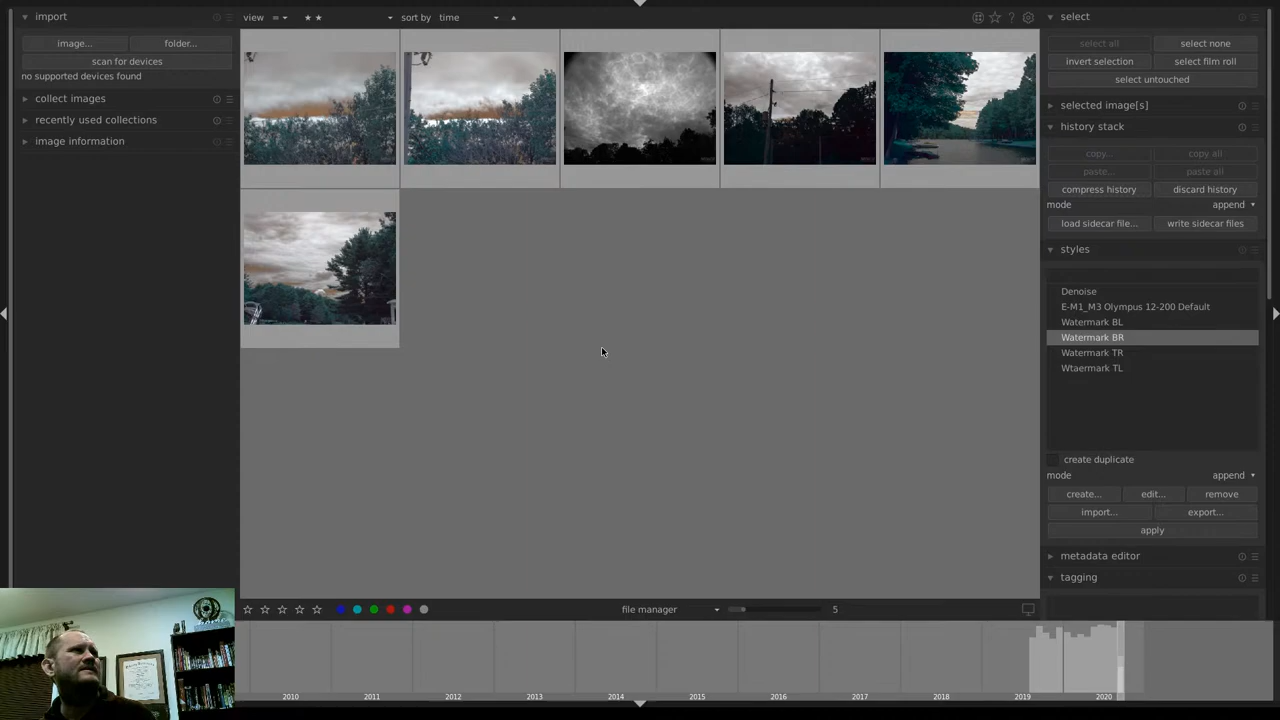 import
image...
folder...
scan for devices
no supported devices found
collect images
recently used collections
image information
view = ★ ★ sort by time
select
select all
select none
invert selection
select film roll
select untouched
selected image[s]
history stack
copy...
copy all
paste...
paste all
compress history
discard history
mode append
load sidecar file...
write sidecar files
styles
Denoise
E-M1_M3 Olympus 12-200 Default
Watermark BL
Watermark BR
Watermark TR
Wtaermark TL
create duplicate
mode append
create...
edit...
remove
import...
export...
apply
metadata editor
tagging
file manager
5
2010 2011 2012 2013 2014 2015 2016 2017 2018 2019 2020